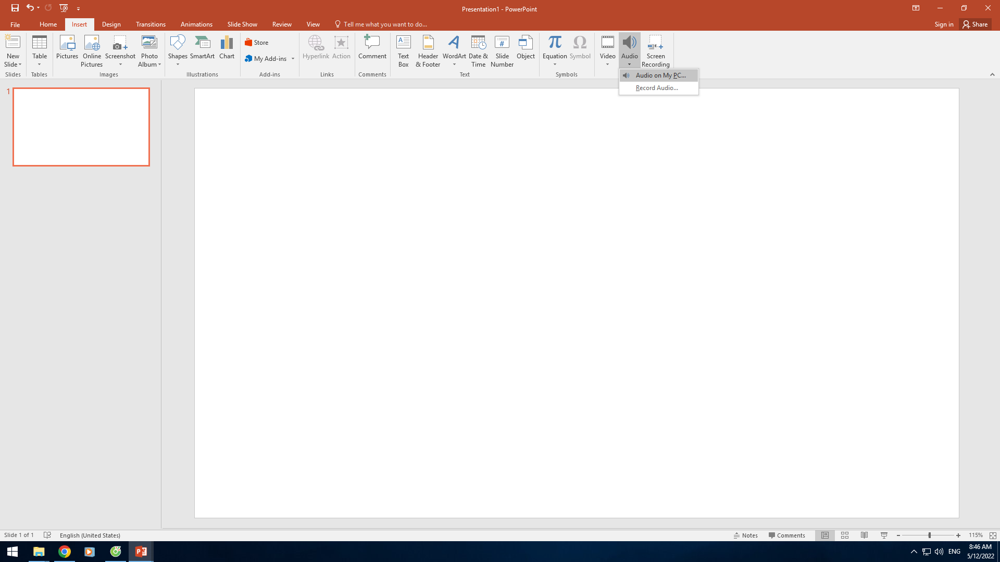 Presentation1 - PowerPoint
File Home Insert Design Transitions Animations Slide Show Review View Tell me what you want to do... Sign in Share
New Slide
Table
Pictures
Online Pictures
Screenshot
Photo Album
Shapes
SmartArt
Chart
Store
My Add-ins
Hyperlink
Action
Comment
A
Text Box
Header & Footer
A
WordArt
Date & Time
#
Slide Number
Object
π
Equation
Ω
Symbol
Video
Audio
Screen Recording
Slides Tables Images Illustrations Add-ins Links Comments Text Symbols
Audio on My PC...
Record Audio...
1
Slide 1 of 1 English (United States) Notes Comments 115%
P
ENG
8:46 AM
5/12/2022